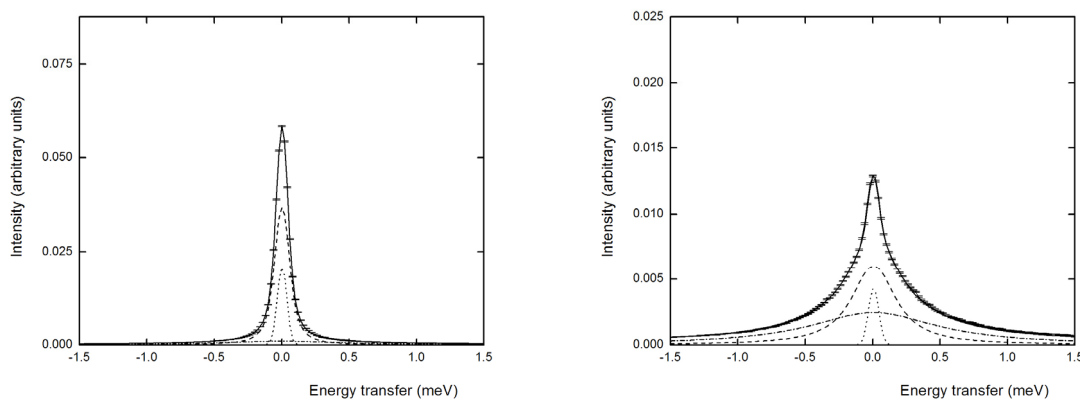 0.075
0.050
0.025
0.000
Intensity (arbitrary units)
-1.5 -1.0 -0.5 0.0 0.5 1.0 1.5
Energy transfer (meV)
0.025
0.020
0.015
0.010
0.005
0.000
Intensity (arbitrary units)
-1.5 -1.0 -0.5 0.0 0.5 1.0 1.5
Energy transfer (meV)